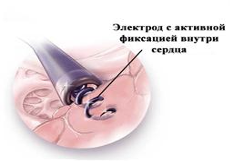 Электрод с активной
фиксацией внутри
сердца